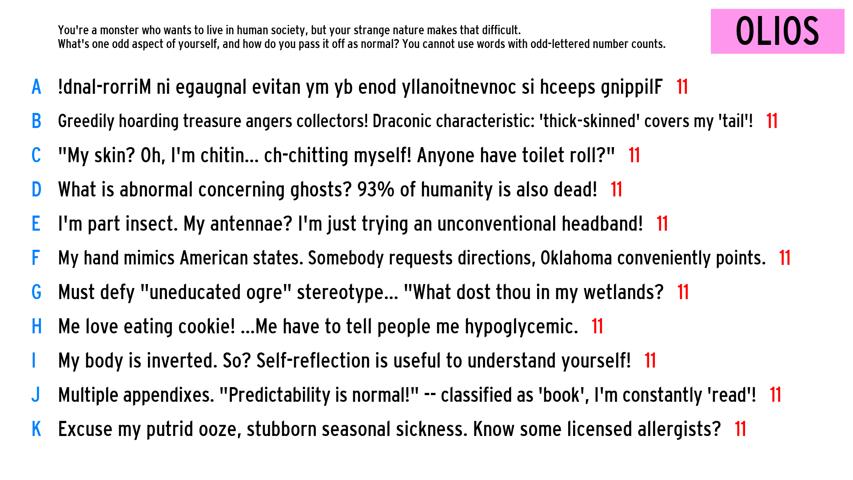 You're a monster who wants to live in human society, but your strange nature makes that difficult.
What's one odd aspect of yourself, and how do you pass it off as normal? You cannot use words with odd-lettered number counts.
OLIOS
A !dnal-rorriM ni egaugnal evitan ym yb enod yllanoitnevnoc si hceeps gnippilF 11
B Greedily hoarding treasure angers collectors! Draconic characteristic: 'thick-skinned' covers my 'tail'! 11
C "My skin? Oh, I'm chitin... ch-chitting myself! Anyone have toilet roll?" 11
D What is abnormal concerning ghosts? 93% of humanity is also dead! 11
E I'm part insect. My antennae? I'm just trying an unconventional headband! 11
F My hand mimics American states. Somebody requests directions, Oklahoma conveniently points. 11
G Must defy "uneducated ogre" stereotype... "What dost thou in my wetlands? 11
H Me love eating cookie! ...Me have to tell people me hypoglycemic. 11
I My body is inverted. So? Self-reflection is useful to understand yourself! 11
J Multiple appendixes. "Predictability is normal!" -- classified as 'book', I'm constantly 'read'! 11
K Excuse my putrid ooze, stubborn seasonal sickness. Know some licensed allergists? 11